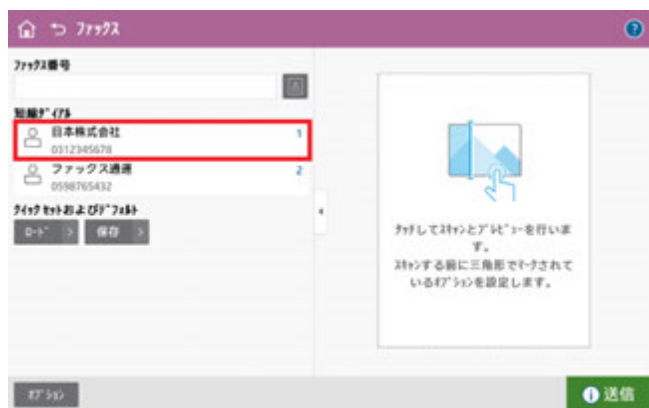 ﾌｧｯｸｽ
?
ﾌｧｯｸｽ番号
短縮ﾀﾞｲｱﾙ
日本株式会社 1
0312345678
ファックス通運 2
0598765432
ｸｲｯｸ ｾｯﾄおよびﾃﾞﾌｫﾙﾄ
ﾛｰﾄﾞ >
保存 >
ﾀｯﾁしてｽｷｬﾝとﾌﾟﾚﾋﾞｭｰを行いま
す。
ｽｷｬﾝする前に三角形でﾏｰｸされて
いるｵﾌﾟｼｮﾝを設定します。
ｵﾌﾟｼｮﾝ
送信